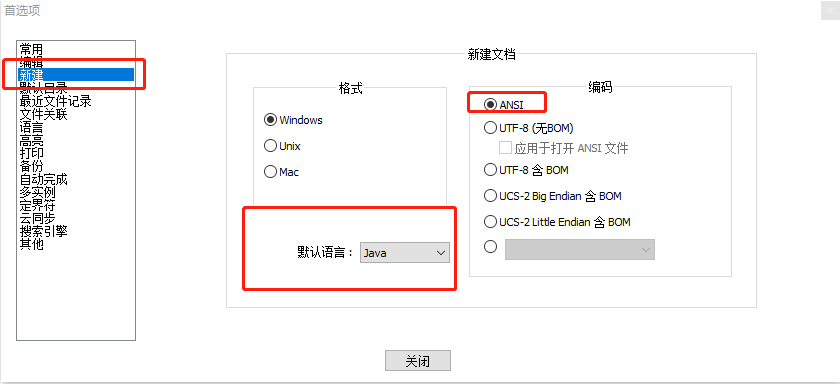 首选项
常用
编辑
新建
默认目录
最近文件记录
文件关联
语言
高亮
打印
备份
自动完成
多实例
定界符
云同步
搜索引擎
其他
新建文档
格式
Windows
Unix
Mac
默认语言：
Java
编码
ANSI
UTF-8 (无BOM)
应用于打开 ANSI 文件
UTF-8 含 BOM
UCS-2 Big Endian 含 BOM
UCS-2 Little Endian 含 BOM
关闭